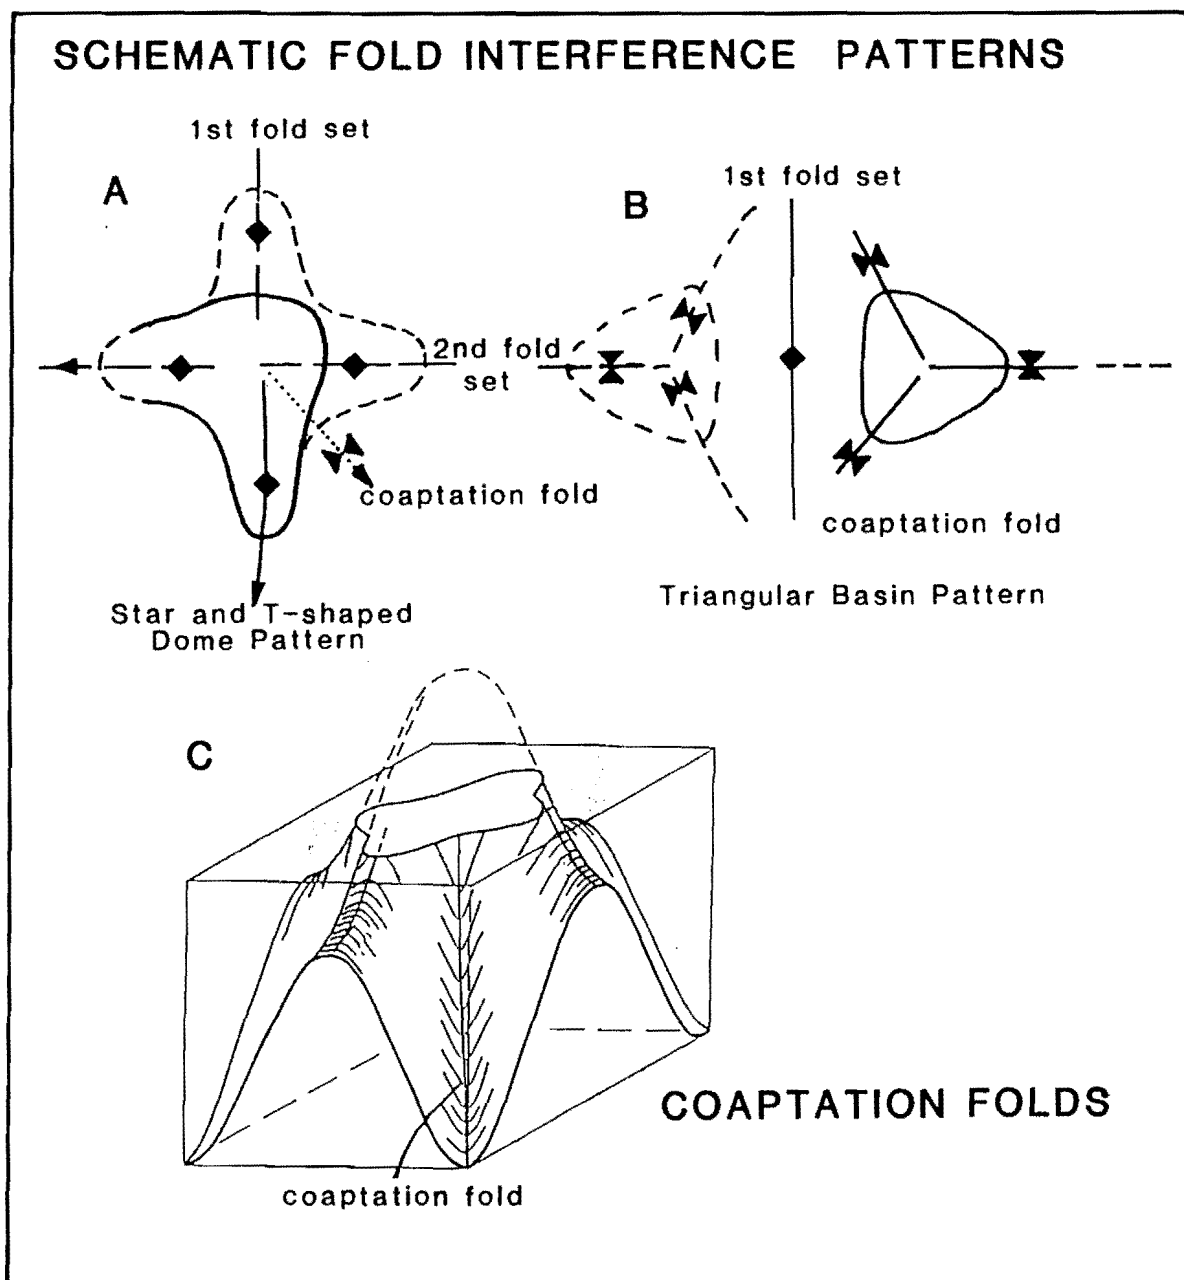 SCHEMATIC FOLD INTERFERENCE PATTERNS
1st fold set
A
2nd fold
set
coaptation fold
Star and T-shaped
Dome Pattern
1st fold set
B
coaptation fold
Triangular Basin Pattern
C
COAPTATION FOLDS
coaptation fold